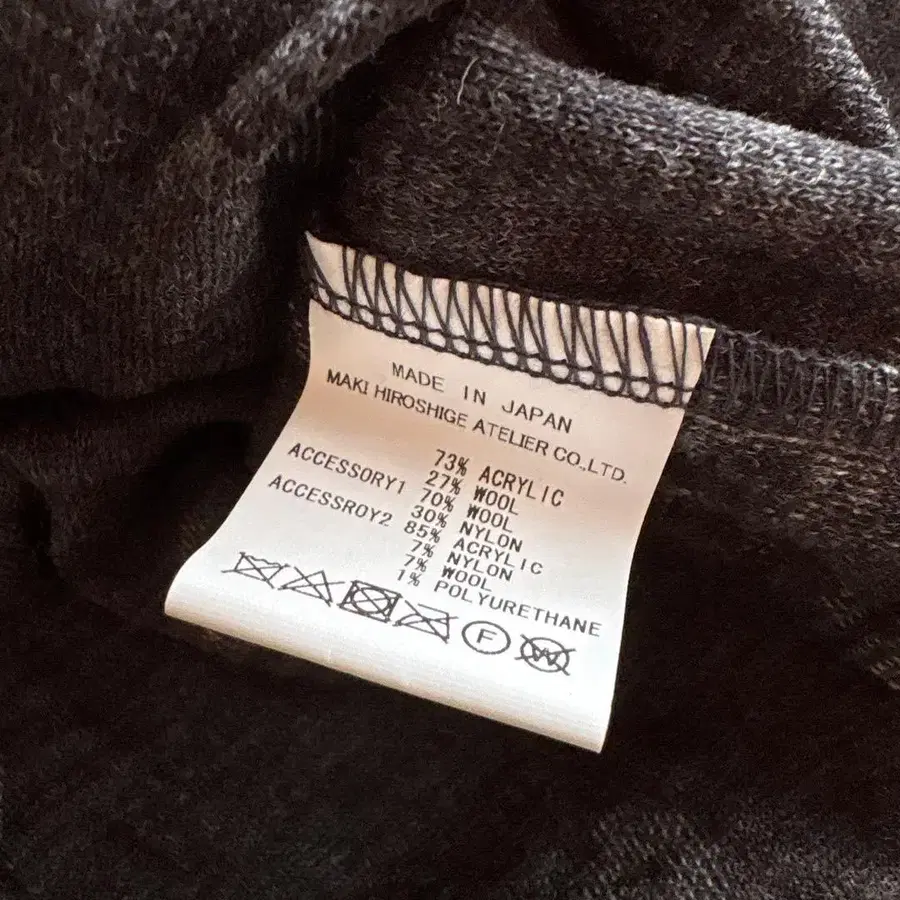 MADE IN JAPAN
MAKI HIROSHIGE ATELIER CO.,LTD.
73% ACRYLIC
27% WOOL
ACCESSORY1 70% WOOL
30% NYLON
ACCESSROY2 85% ACRYLIC
7% NYLON
7% WOOL
1% POLYURETHANE
F W